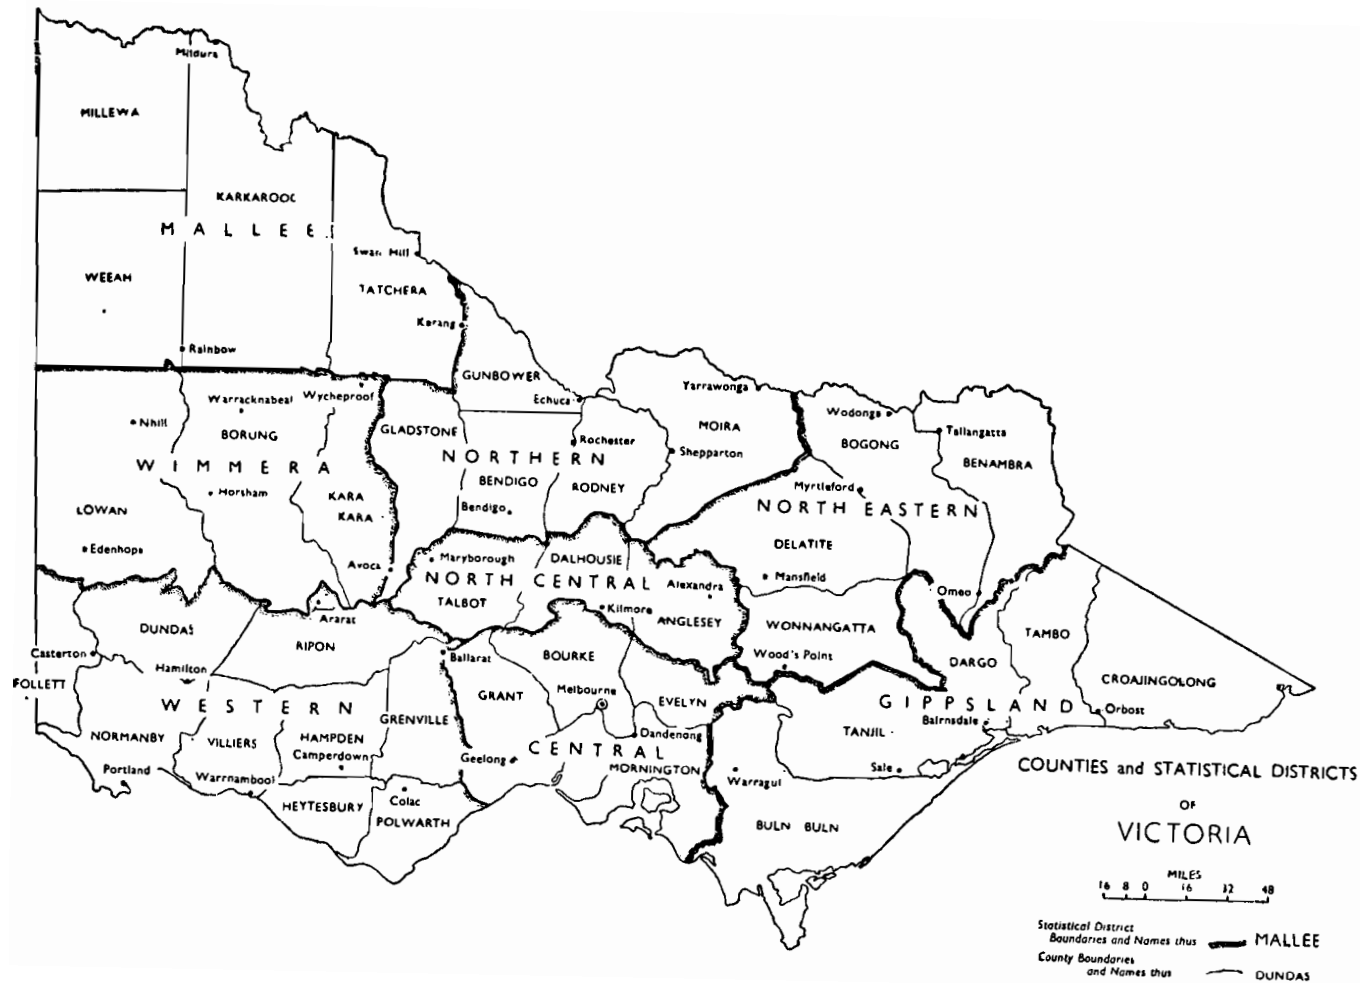 Mildura
MILLEWA
KARKAROOC
MALLEE
Swan Hill
WEEAH
TATCHERA
Kerang
Rainbow
GUNBOWER
Yarrawonga
Echuca
Warracknabeal
Wycheproof
Wodonga
Nhill
BORUNG
GLADSTONE
MOIRA
BOGONG
Tallangatta
Rochester
Shepparton
WIMMERA
NORTHERN
BENAMBRA
Horsham
KARA
KARA
BENDIGO
RODNEY
Myrtleford
LOWAN
Bendigo
NORTH EASTERN
Edenhope
DELATITE
Avoca
Maryborough
DALHOUSIE
NORTH CENTRAL
Alexandra
Mansfield
TALBOT
Kilmore
Omeo
Ararat
ANGLESEY
WONNANGATTA
DUNDAS
RIPON
TAMBO
Casterton
Hamilton
Ballarat
BOURKE
Wood's Point
DARGO
FOLLETT
Melbourne
GRANT
EVELYN
CROAJINGOLONG
WESTERN
GIPPSLAND
GRENVILLE
Bairnsdale
Orbost
NORMANBY
VILLIERS
HAMPDEN
Dandenong
TANJIL
Camperdown
Geelong
CENTRAL
MORNINGTON
Portland
Warrnambool
Warragul
Sale
HEYTESBURY
Colac
POLWARTH
BULN BULN
COUNTIES and STATISTICAL DISTRICTS
OF
VICTORIA
MILES
16 8 0 16 32 48
Statistical District
Boundaries and Names thus MALLEE
County Boundaries
and Names thus DUNDAS